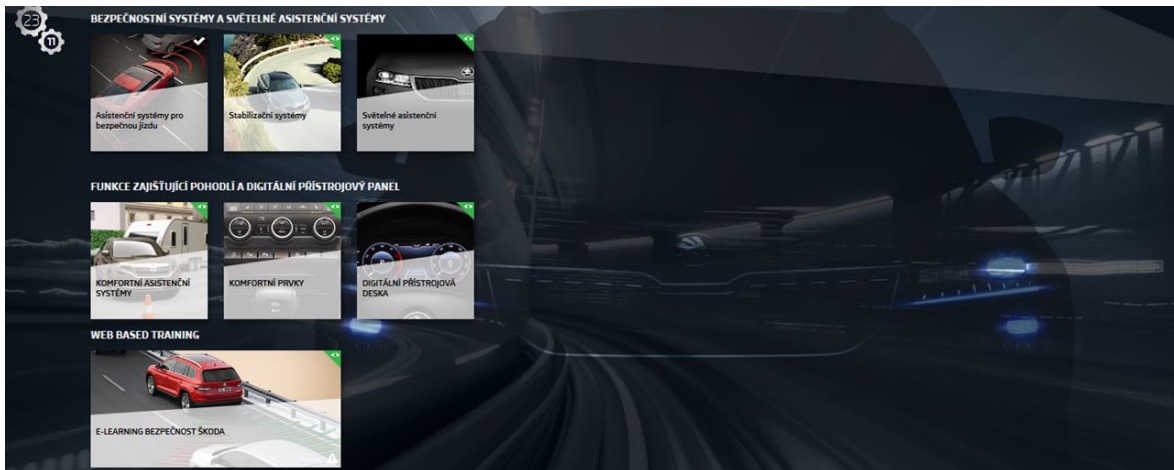 23
11
BEZPEČNOSTNÍ SYSTÉMY A SVĚTELNÉ ASISTENČNÍ SYSTÉMY
Asistenční systémy pro
bezpečnou jízdu
Stabilizační systémy
Světelné asistenční
systémy
FUNKCE ZAJIŠŤUJÍCÍ POHODLÍ A DIGITÁLNÍ PŘÍSTROJOVÝ PANEL
KOMFORTNÍ ASISTENČNÍ
SYSTÉMY
KOMFORTNÍ PRVKY
DIGITÁLNÍ PŘÍSTROJOVÁ
DESKA
WEB BASED TRAINING
E-LEARNING BEZPEČNOST ŠKODA